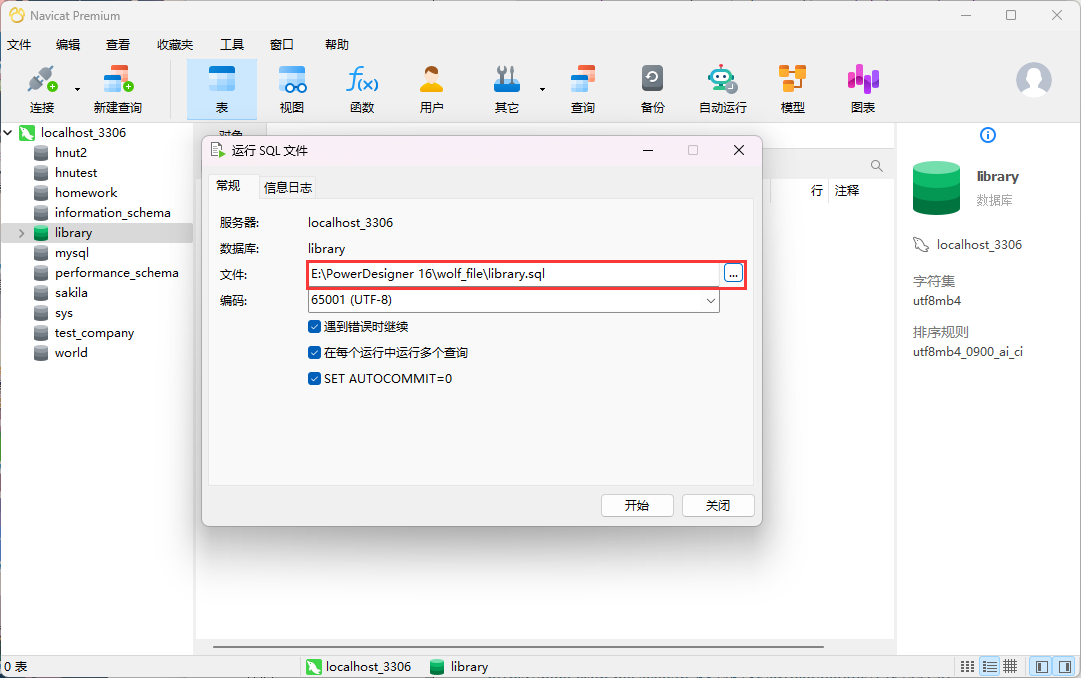 Navicat Premium
文件 编辑 查看 收藏夹 工具 窗口 帮助
连接 新建查询 表 视图 函数 用户 其它 查询 备份 自动运行 模型 图表
f(x)
localhost_3306
hnut2
hnutest
homework
information_schema
library
mysql
performance_schema
sakila
sys
test_company
world
对象
行 注释
运行 SQL 文件
常规 信息日志
服务器: localhost_3306
数据库: library
文件: E:\PowerDesigner 16\wolf_file\library.sql ...
编码: 65001 (UTF-8)
遇到错误时继续
在每个运行中运行多个查询
SET AUTOCOMMIT=0
开始 关闭
library
数据库
localhost_3306
字符集
utf8mb4
排序规则
utf8mb4_0900_ai_ci
0 表 localhost_3306 library